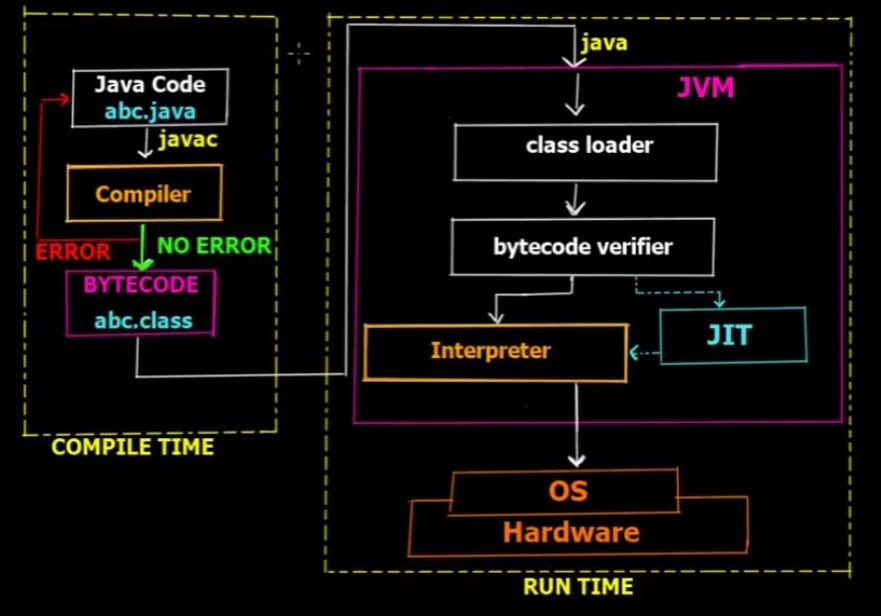 Java Code
abc.java
javac
Compiler
ERROR
NO ERROR
BYTECODE
abc.class
COMPILE TIME
java
JVM
class loader
bytecode verifier
Interpreter
JIT
OS
Hardware
RUN TIME